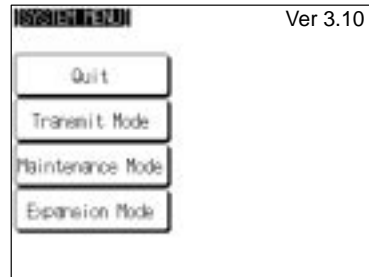 [SYSTEM MENU]
Ver 3.10
Quit
Transmit Mode
Maintenance Mode
Expansion Mode